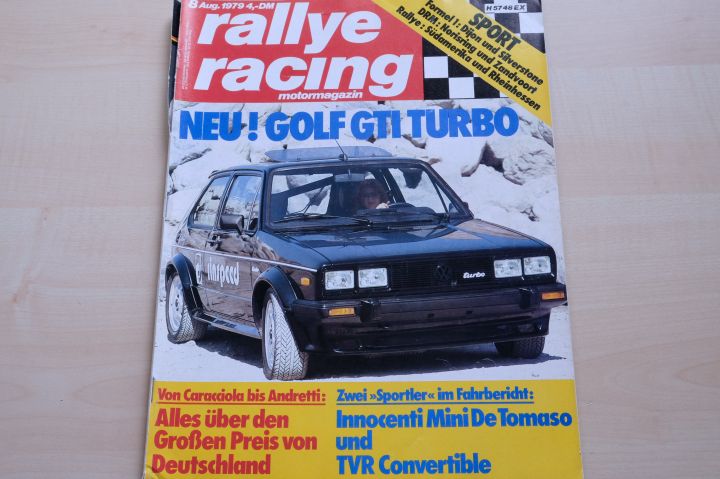 8 Aug. 1979 4,-DM
rallye
racing
motormagazin
H 5746 EX
SPORT
Formel 1: Dijon und Silverstone
DRM: Norisring und Zandvoort
Rallye: Südamerika und Rheinhessen
NEU! GOLF GTI TURBO
rinspeed
turbo
Von Caracciola bis Andretti:
Alles über den
Großen Preis von
Deutschland
Zwei »Sportler« im Fahrbericht:
Innocenti Mini De Tomaso
und
TVR Convertible